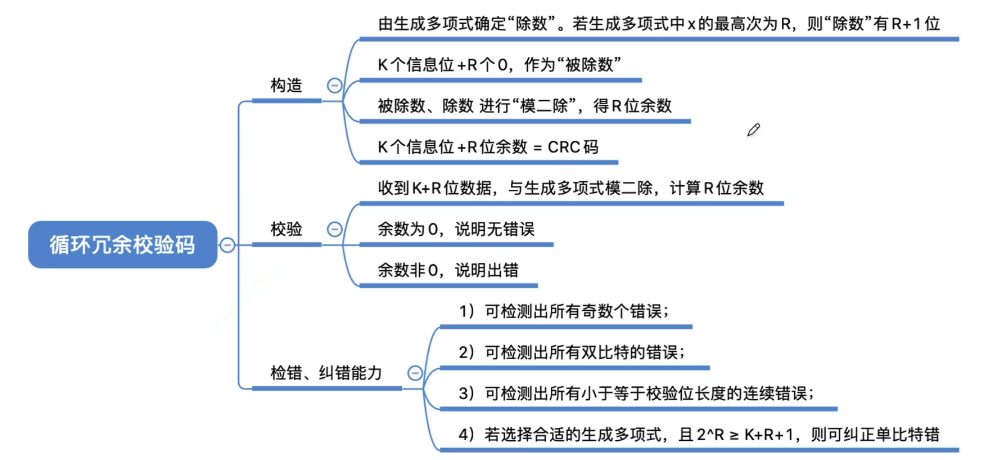 由生成多项式确定“除数”。若生成多项式中x的最高次为R，则“除数”有R+1位
K个信息位+R个0，作为“被除数”
构造
被除数、除数 进行“模二除”，得R位余数
K个信息位+R位余数 = CRC码
收到K+R位数据，与生成多项式模二除，计算R位余数
循环冗余校验码
校验
余数为0，说明无错误
余数非0，说明出错
1）可检测出所有奇数个错误；
2）可检测出所有双比特的错误；
检错、纠错能力
3）可检测出所有小于等于校验位长度的连续错误；
4）若选择合适的生成多项式，且2^R ≥ K+R+1，则可纠正单比特错